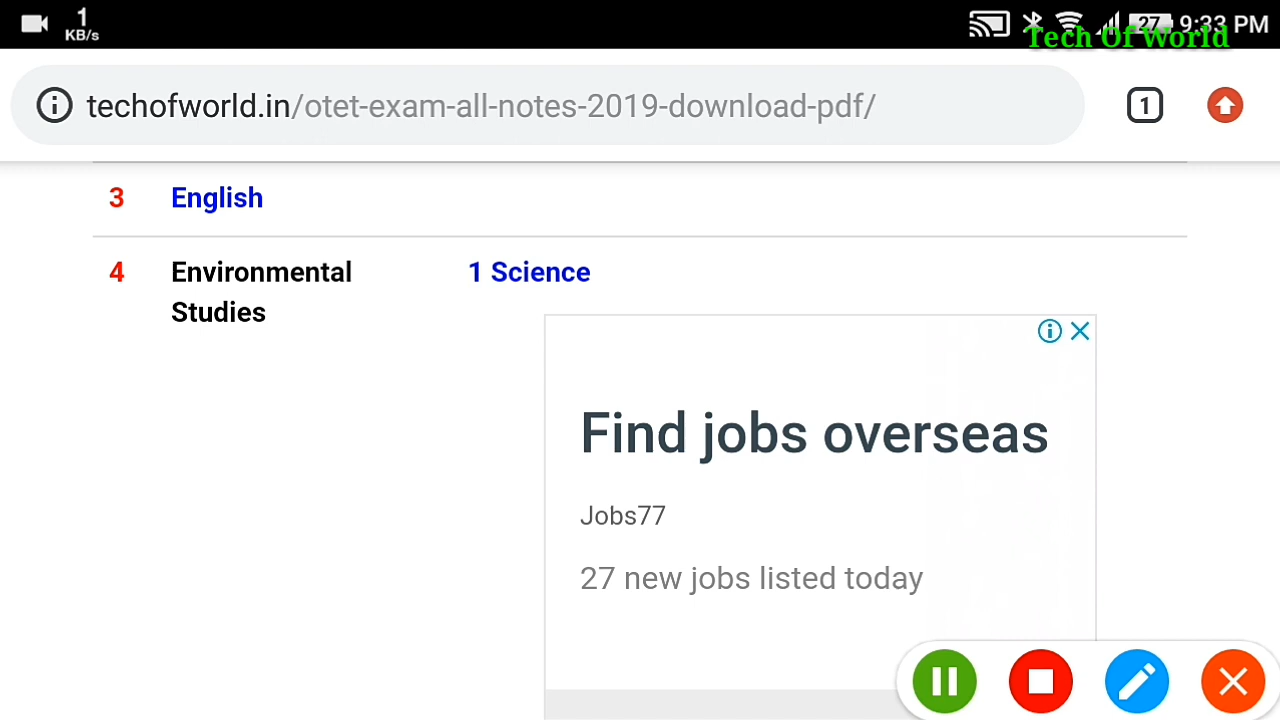 1
KB/s
27
9:33 PM
Tech Of World
techofworld.in/otet-exam-all-notes-2019-download-pdf/
1
3 English
4 Environmental Studies
1 Science
Find jobs overseas
Jobs77
27 new jobs listed today